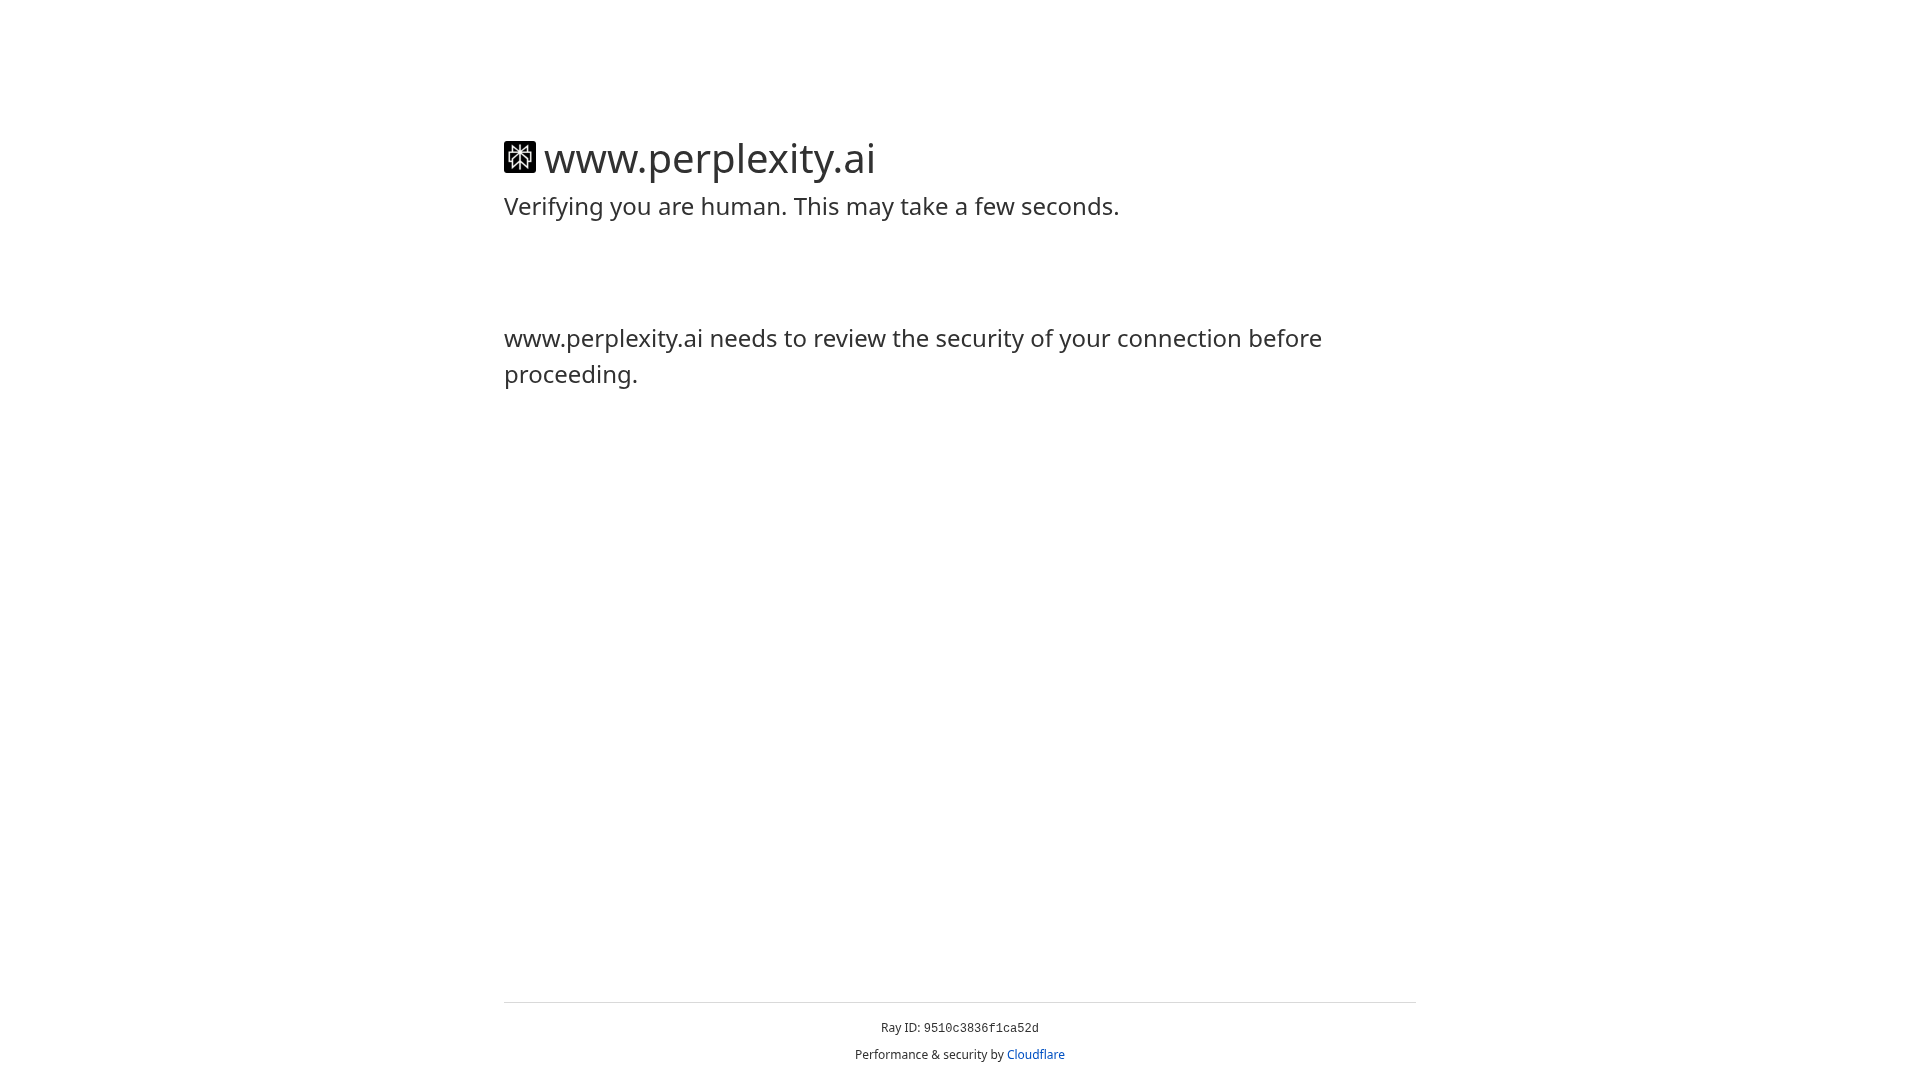 www.perplexity.ai
Verifying you are human. This may take a few seconds.
www.perplexity.ai needs to review the security of your connection before
proceeding.
Ray ID: 9510c3836f1ca52d
Performance & security by Cloudflare